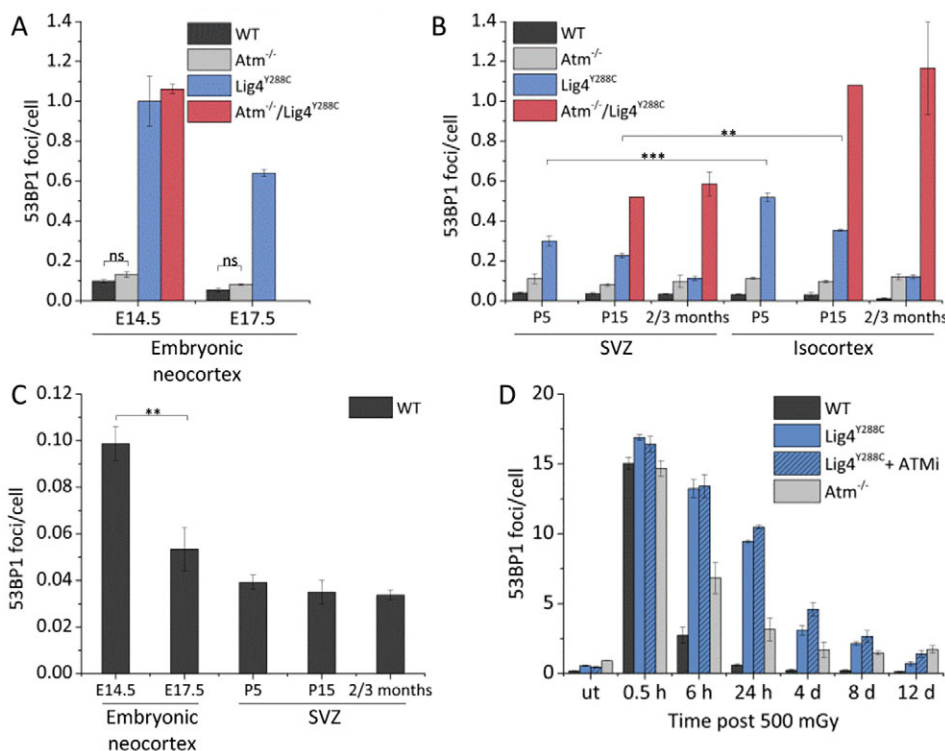 A
53BP1 foci/cell
1.4
1.2
1.0
0.8
0.6
0.4
0.2
0.0
WT
Atm-/-
Lig4Y288C
Atm-/-/Lig4Y288C
ns
ns
E14.5 E17.5
Embryonic
neocortex
B
53BP1 foci/cell
1.4
1.2
1.0
0.8
0.6
0.4
0.2
0.0
WT
Atm-/-
Lig4Y288C
Atm-/-/Lig4Y288C
**
***
P5 P15 2/3 months P5 P15 2/3 months
SVZ Isocortex
C
53BP1 foci/cell
0.12
0.10
0.08
0.06
0.04
0.02
0.00
WT
**
E14.5 E17.5 P5 P15 2/3 months
Embryonic SVZ
neocortex
D
53BP1 foci/cell
20
15
10
5
0
WT
Lig4Y288C
Lig4Y288C + ATMi
Atm-/-
ut 0.5 h 6 h 24 h 4 d 8 d 12 d
Time post 500 mGy